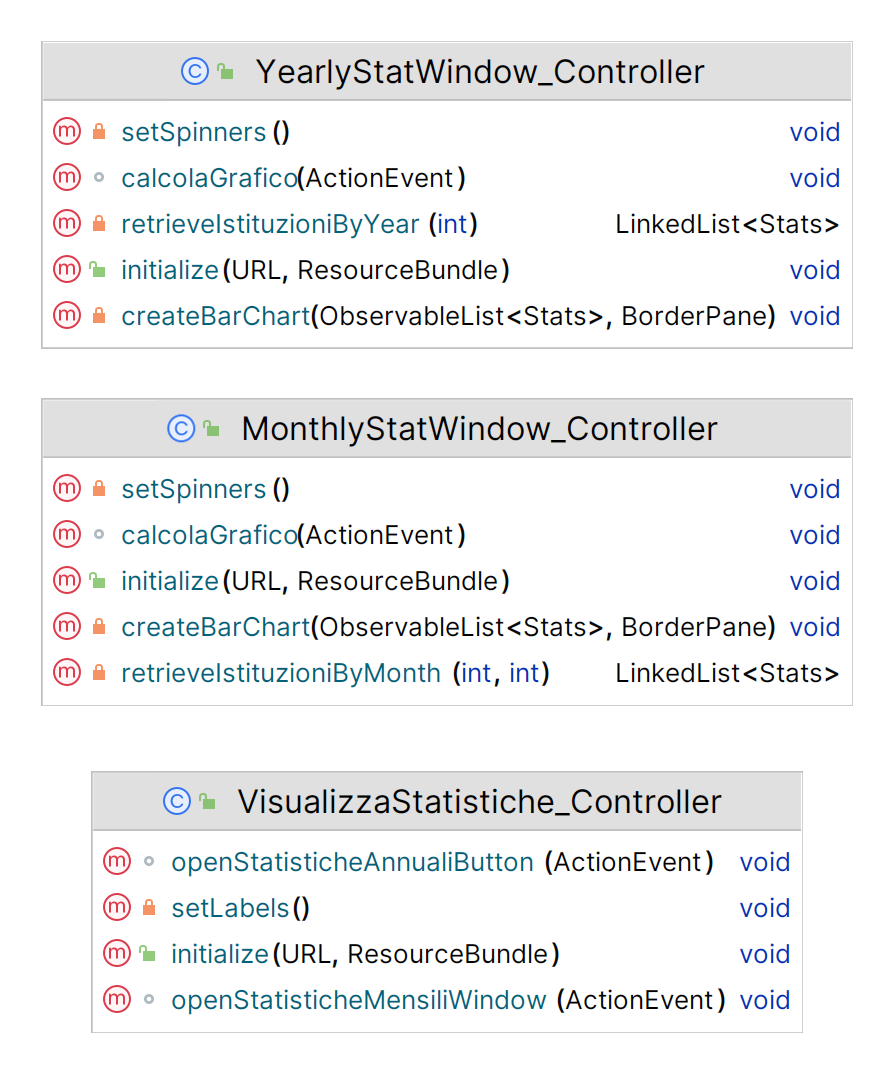 YearlyStatWindow_Controller
setSpinners() void
calcolaGrafico(ActionEvent) void
retrieveIstituzioniByYear(int) LinkedList<Stats>
initialize(URL, ResourceBundle) void
createBarChart(ObservableList<Stats>, BorderPane) void
MonthlyStatWindow_Controller
setSpinners() void
calcolaGrafico(ActionEvent) void
initialize(URL, ResourceBundle) void
createBarChart(ObservableList<Stats>, BorderPane) void
retrieveIstituzioniByMonth(int, int) LinkedList<Stats>
VisualizzaStatistiche_Controller
openStatisticheAnnualiButton(ActionEvent) void
setLabels() void
initialize(URL, ResourceBundle) void
openStatisticheMensiliWindow(ActionEvent) void